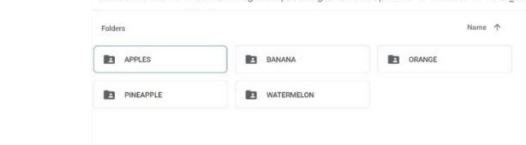 Folders Name ↑
APPLES BANANA ORANGE
PINEAPPLE WATERMELON